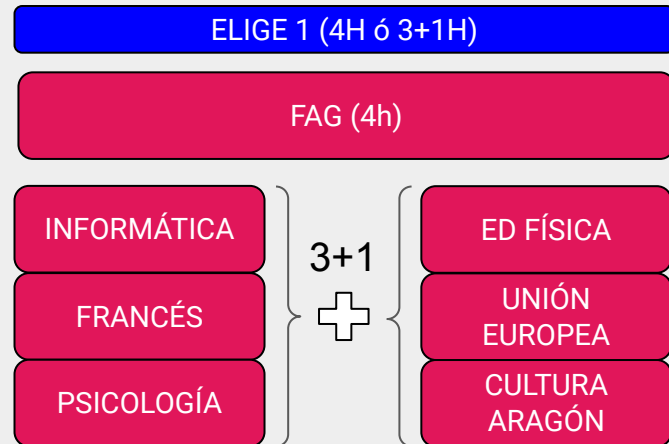 ELIGE 1 (4H ó 3+1H)
FAG (4h)
INFORMÁTICA
FRANCÉS
PSICOLOGÍA
3+1
ED FÍSICA
UNIÓN
EUROPEA
CULTURA
ARAGÓN